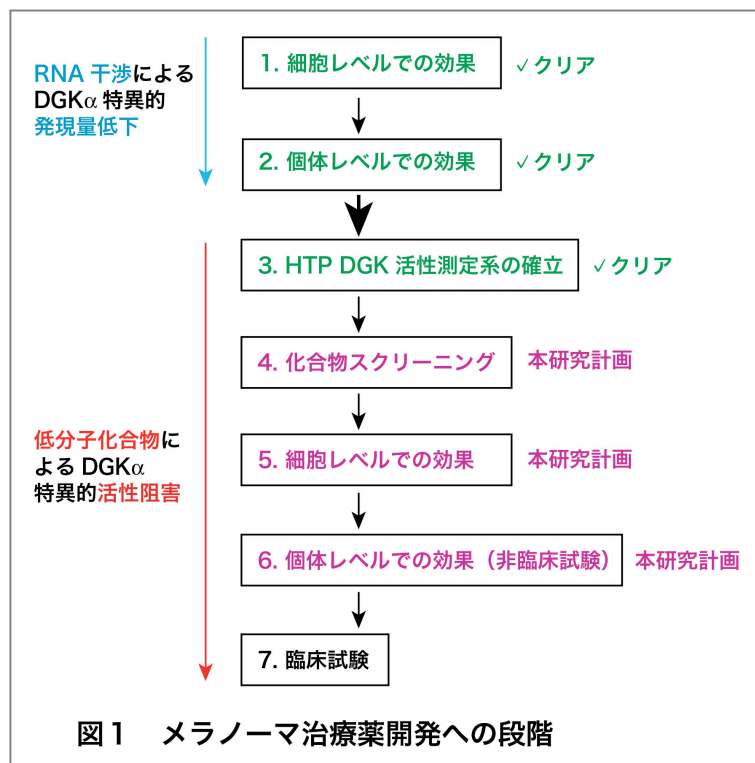 RNA 干渉による
DGKα 特異的
発現量低下
1. 細胞レベルでの効果 ✓クリア
2. 個体レベルでの効果 ✓クリア
3. HTP DGK 活性測定系の確立 ✓クリア
4. 化合物スクリーニング 本研究計画
低分子化合物に
よる DGKα
特異的活性阻害
5. 細胞レベルでの効果 本研究計画
6. 個体レベルでの効果（非臨床試験） 本研究計画
7. 臨床試験
図1 メラノーマ治療薬開発への段階